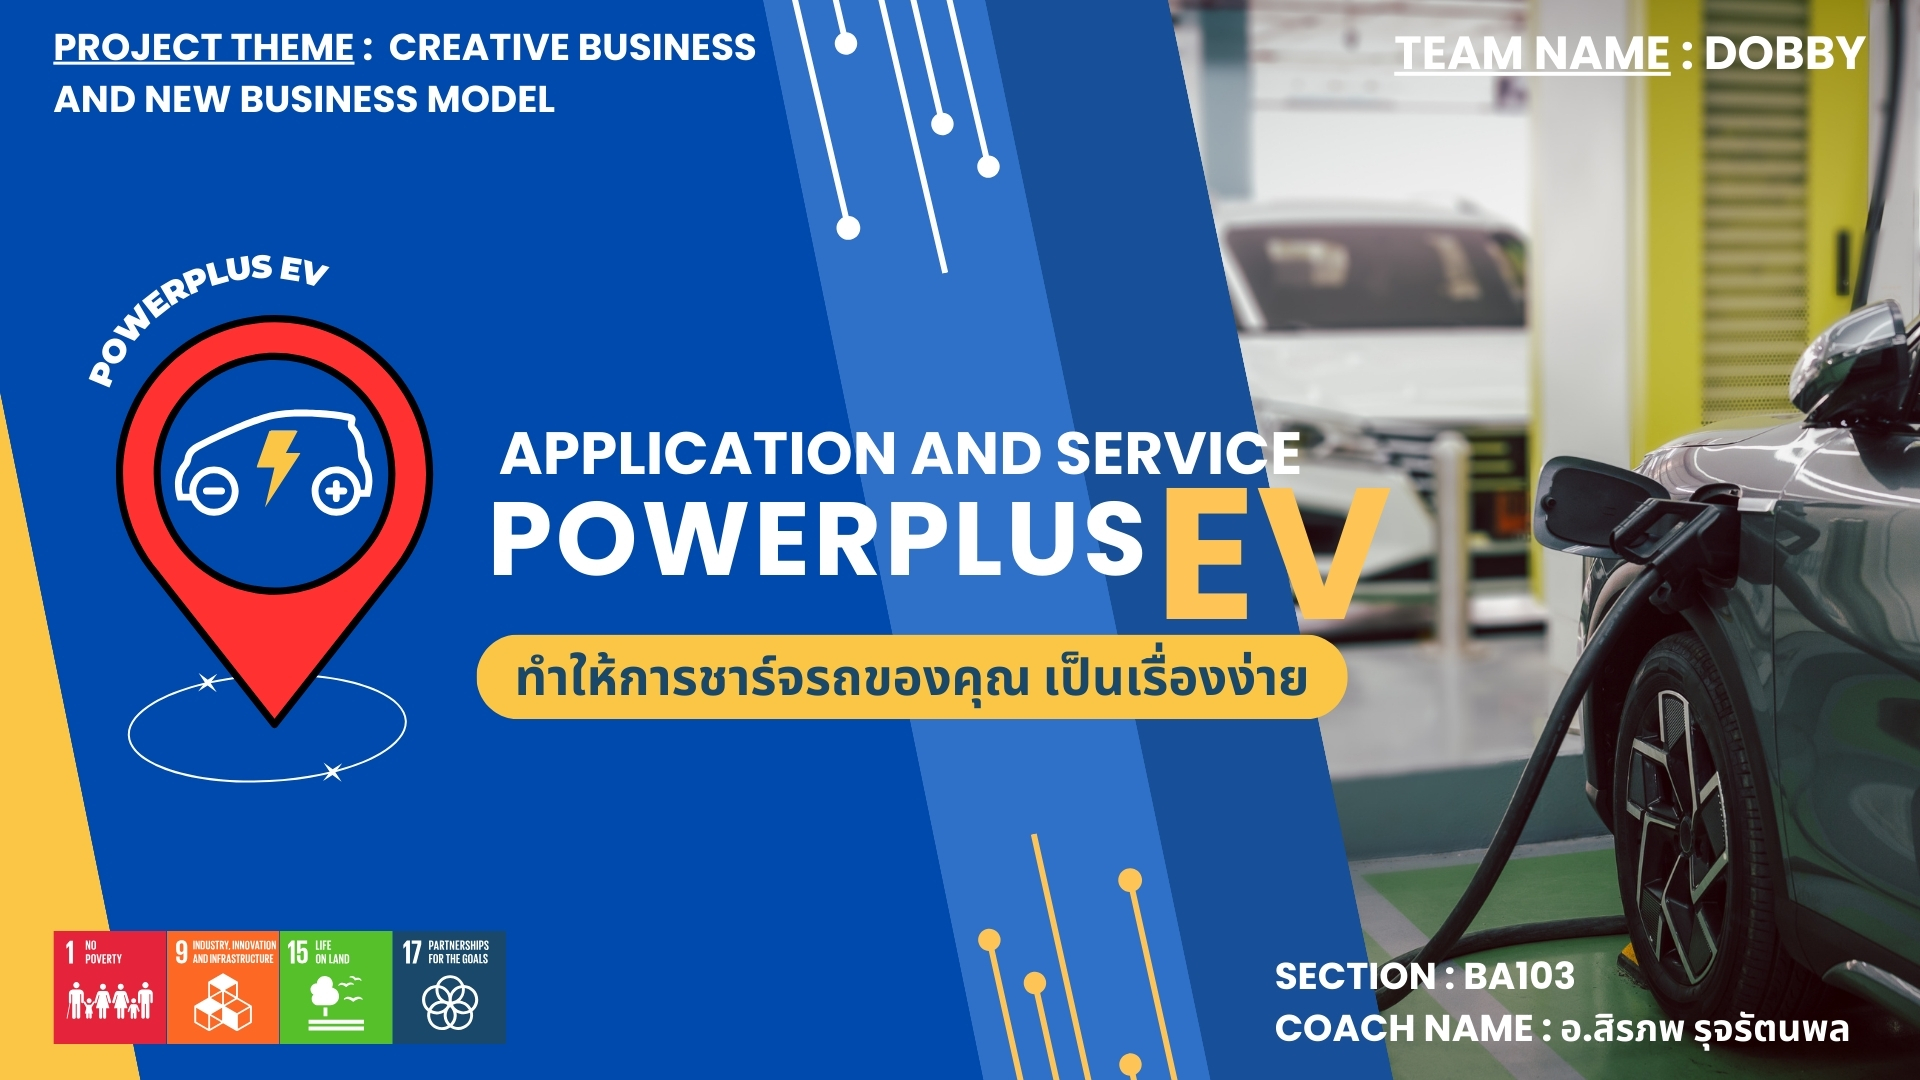 PROJECT THEME : CREATIVE BUSINESS
AND NEW BUSINESS MODEL
TEAM NAME : DOBBY
POWERPLUS EV
APPLICATION AND SERVICE
POWERPLUS EV
ทำให้การชาร์จรถของคุณ เป็นเรื่องง่าย
1 NO
POVERTY
9 INDUSTRY, INNOVATION
AND INFRASTRUCTURE
15 LIFE
ON LAND
17 PARTNERSHIPS
FOR THE GOALS
SECTION : BA103
COACH NAME : อ.สิรภพ รุจรัตนพล